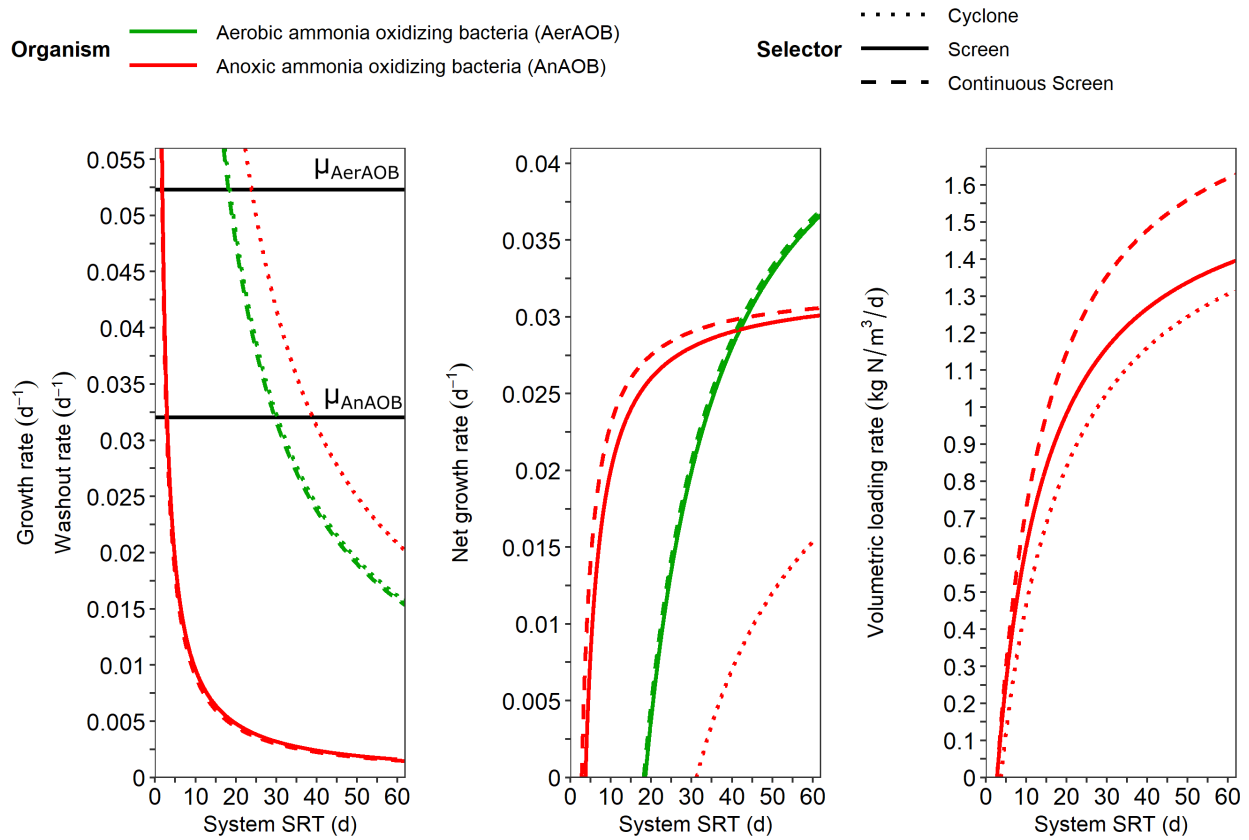 Organism
Aerobic ammonia oxidizing bacteria (AerAOB)
Anoxic ammonia oxidizing bacteria (AnAOB)
Selector
Cyclone
Screen
Continuous Screen
Growth rate (d⁻¹)
Washout rate (d⁻¹)
0.055
0.05
0.045
0.04
0.035
0.03
0.025
0.02
0.015
0.01
0.005
0
μAerAOB
μAnAOB
0 10 20 30 40 50 60
System SRT (d)
Net growth rate (d⁻¹)
0.04
0.035
0.03
0.025
0.02
0.015
0.01
0.005
0
0 10 20 30 40 50 60
System SRT (d)
Volumetric loading rate (kg N/m³/d)
1.6
1.5
1.4
1.3
1.2
1.1
1
0.9
0.8
0.7
0.6
0.5
0.4
0.3
0.2
0.1
0
0 10 20 30 40 50 60
System SRT (d)